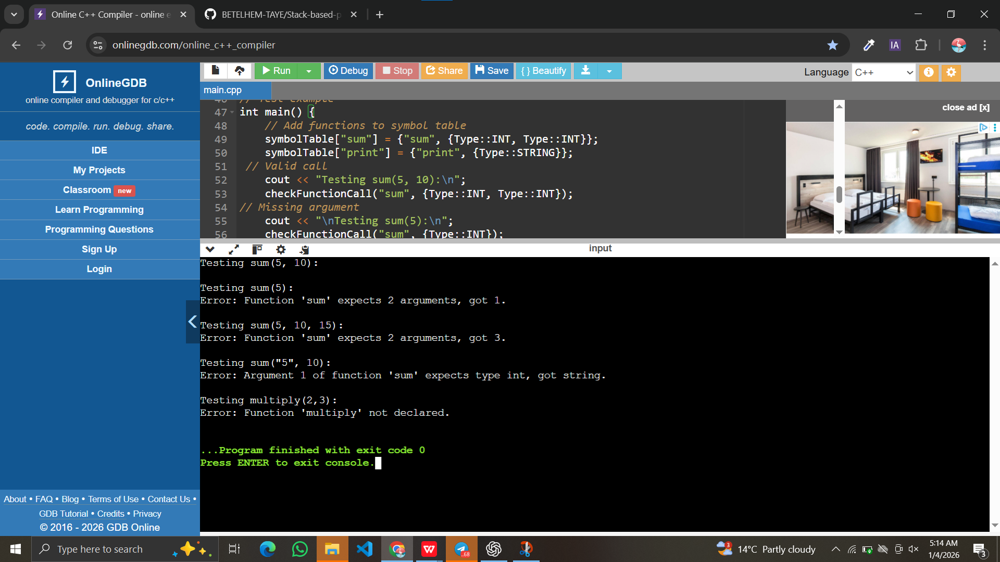 Online C++ Compiler - online e
BETELHEM-TAYE/Stack-based-p
onlinegdb.com/online_c++_compiler
IA
OnlineGDB
online compiler and debugger for c/c++
code. compile. run. debug. share.
IDE
My Projects
Classroom new
Learn Programming
Programming Questions
Sign Up
Login
About • FAQ • Blog • Terms of Use • Contact Us •
GDB Tutorial • Credits • Privacy
© 2016 - 2026 GDB Online
Run Debug Stop Share Save { } Beautify
Language C++
main.cpp
46 // Test example
47 int main() {
48 // Add functions to symbol table
49 symbolTable["sum"] = {"sum", {Type::INT, Type::INT}};
50 symbolTable["print"] = {"print", {Type::STRING}};
51 // Valid call
52 cout << "Testing sum(5, 10):\n";
53 checkFunctionCall("sum", {Type::INT, Type::INT});
54 // Missing argument
55 cout << "\nTesting sum(5):\n";
56 checkFunctionCall("sum", {Type::INT});
close ad [x]
input
Testing sum(5, 10):
Testing sum(5):
Error: Function 'sum' expects 2 arguments, got 1.
Testing sum(5, 10, 15):
Error: Function 'sum' expects 2 arguments, got 3.
Testing sum("5", 10):
Error: Argument 1 of function 'sum' expects type int, got string.
Testing multiply(2,3):
Error: Function 'multiply' not declared.
...Program finished with exit code 0
Press ENTER to exit console.
Type here to search
..68
3
14°C Partly cloudy
5:14 AM
1/4/2026
3